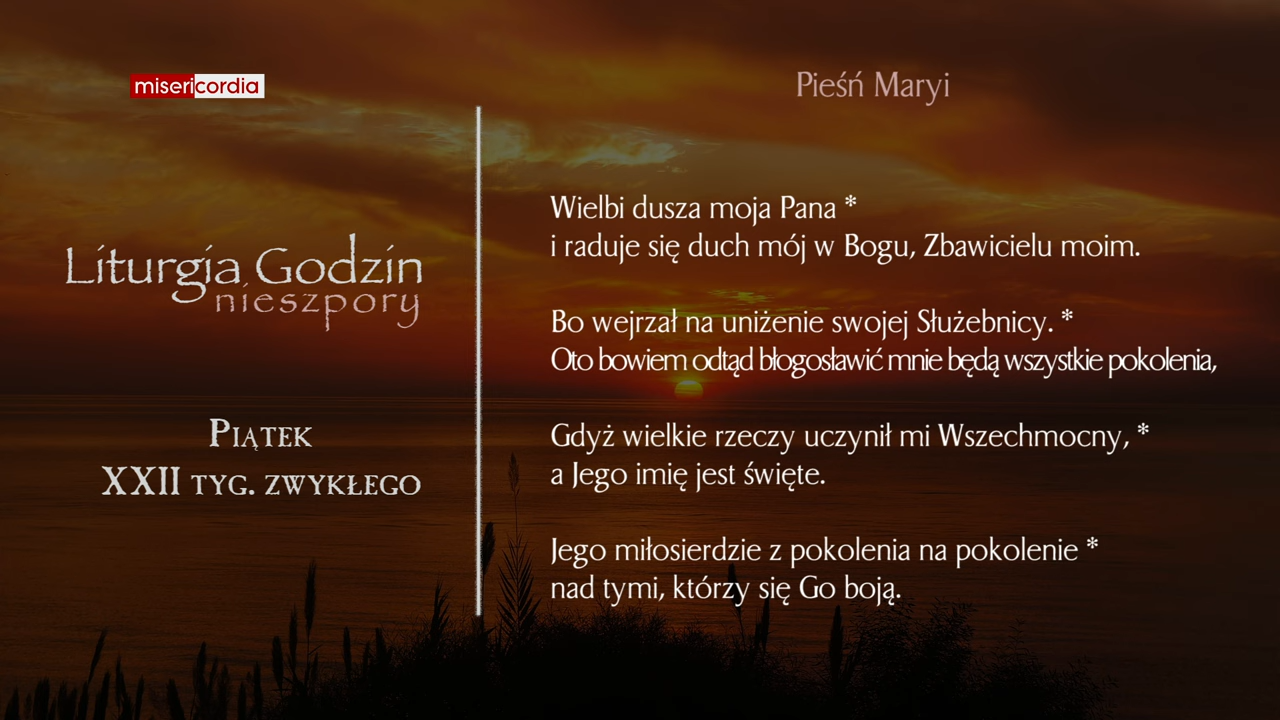 misericordia
Liturgia Godzin
nieszpory
Piątek
XXII tyg. zwykłego
Pieśń Maryi
Wielbi dusza moja Pana *
i raduje się duch mój w Bogu, Zbawicielu moim.
Bo wejrzał na uniżenie swojej Służebnicy. *
Oto bowiem odtąd błogosławić mnie będą wszystkie pokolenia,
Gdyż wielkie rzeczy uczynił mi Wszechmocny, *
a Jego imię jest święte.
Jego miłosierdzie z pokolenia na pokolenie *
nad tymi, którzy się Go boją.